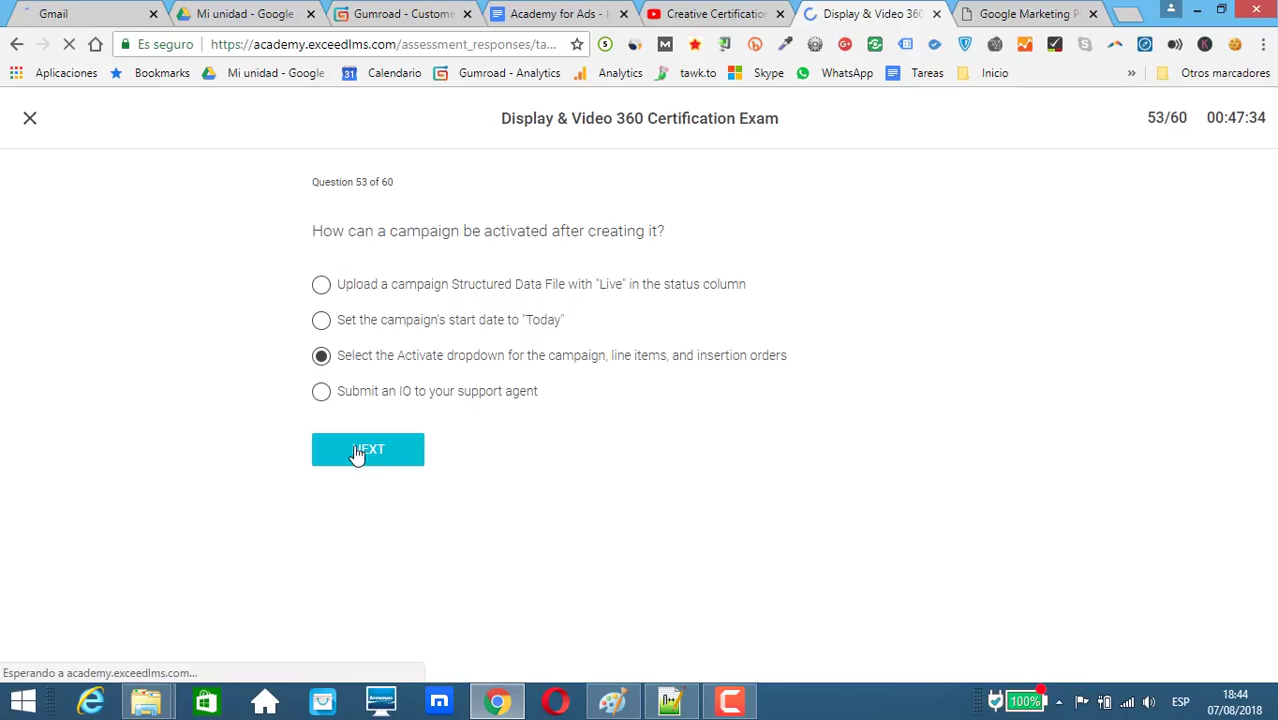 Gmail
Mi unidad - Google
Gumroad - Custome
Academy for Ads - I
Creative Certification
Display & Video 360
Google Marketing P
Es seguro
https://academy.exceedlms.com/assessment_responses/ta...
Aplicaciones
Bookmark
Mi unidad - Google
31
Calendario
Gumroad - Analytics
Analytics
tawk.to
Skype
WhatsApp
Tareas
Inicio
»
Otros marcadores
Display & Video 360 Certification Exam
53/60
00:47:34
Question 53 of 60
How can a campaign be activated after creating it?
Upload a campaign Structured Data File with "Live" in the status column
Set the campaign's start date to "Today"
Select the Activate dropdown for the campaign, line items, and insertion orders
Submit an IO to your support agent
NEXT
Esperando a academy.exceedlms.com...
100%
ESP
18:44
07/08/2018